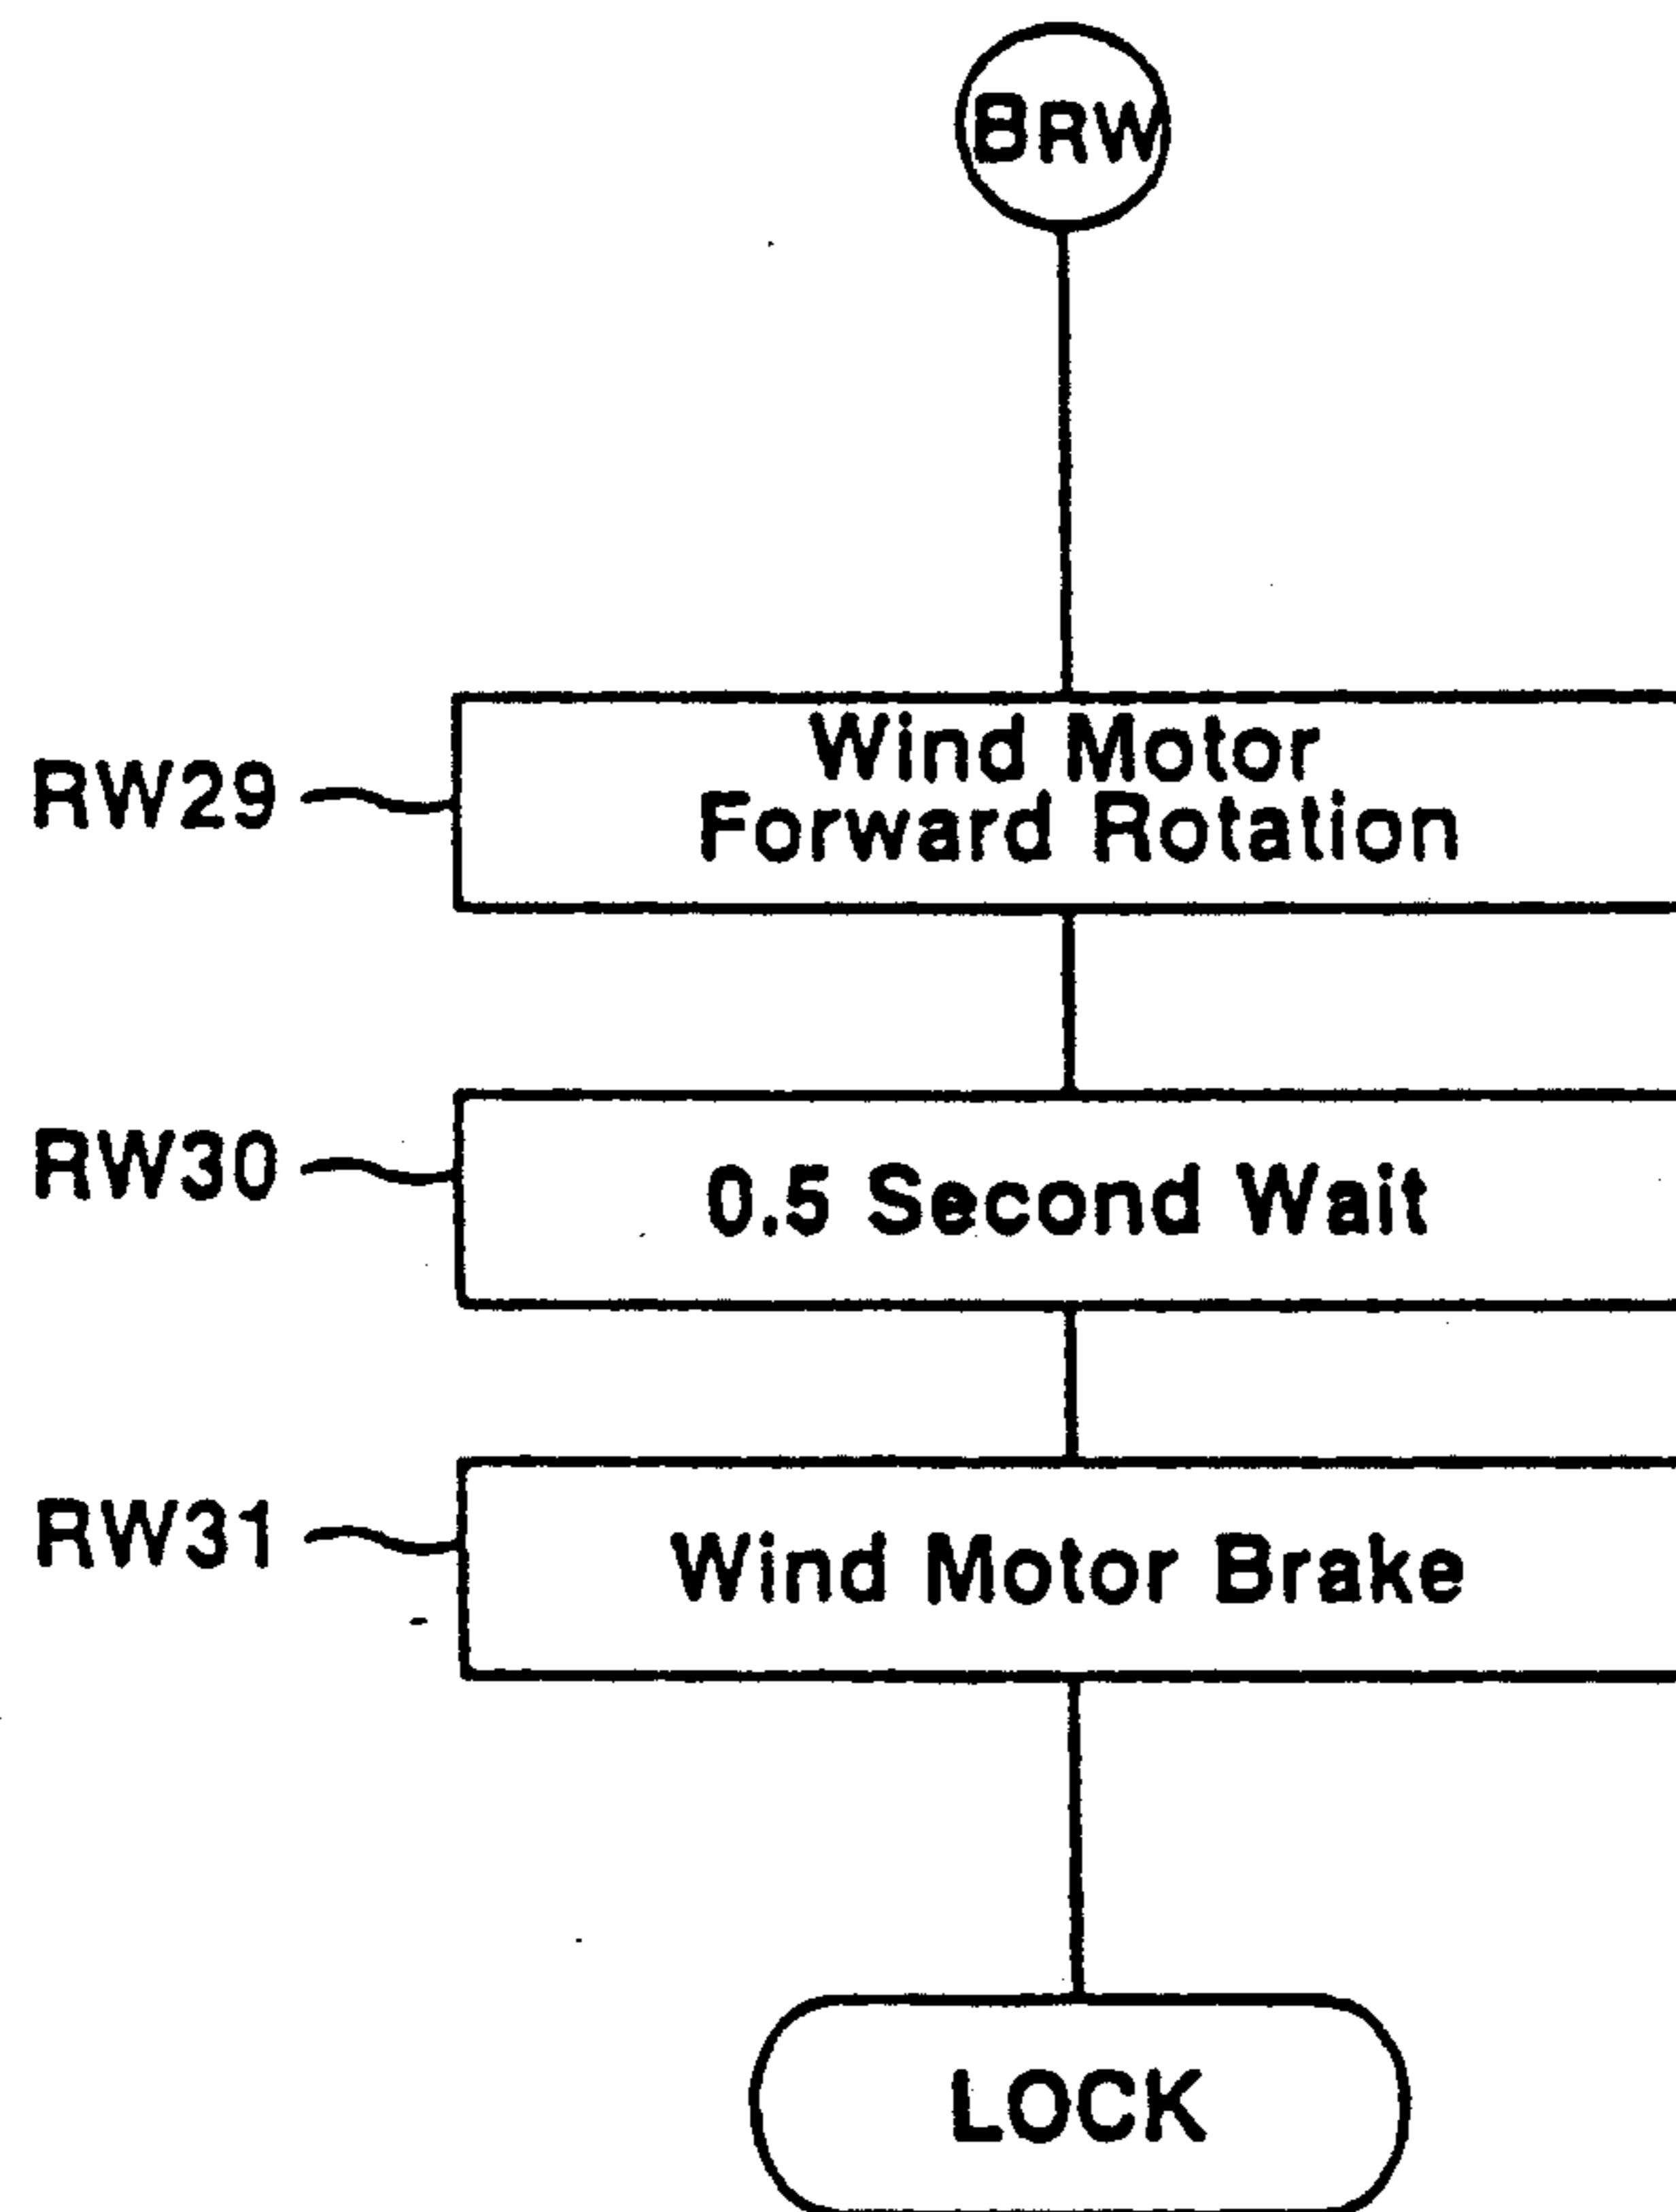 BRW
RW29
Wind Motor
Forward Rotation
RW30
0.5 Second Wait
RW31
Wind Motor Brake
LOCK